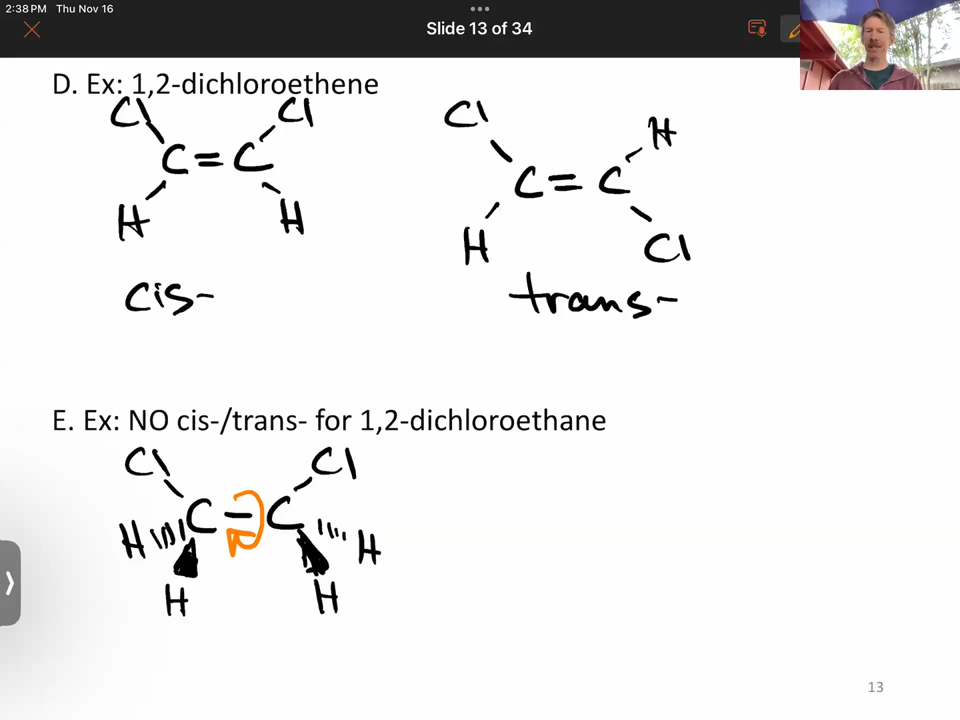 2:38 PM Thu Nov 16
Slide 13 of 34
D. Ex: 1,2-dichloroethene
Cl Cl Cl H
C=C C=C
H H H Cl
cis- trans-
E. Ex: NO cis-/trans- for 1,2-dichloroethane
Cl Cl
H C-C H
H H
13